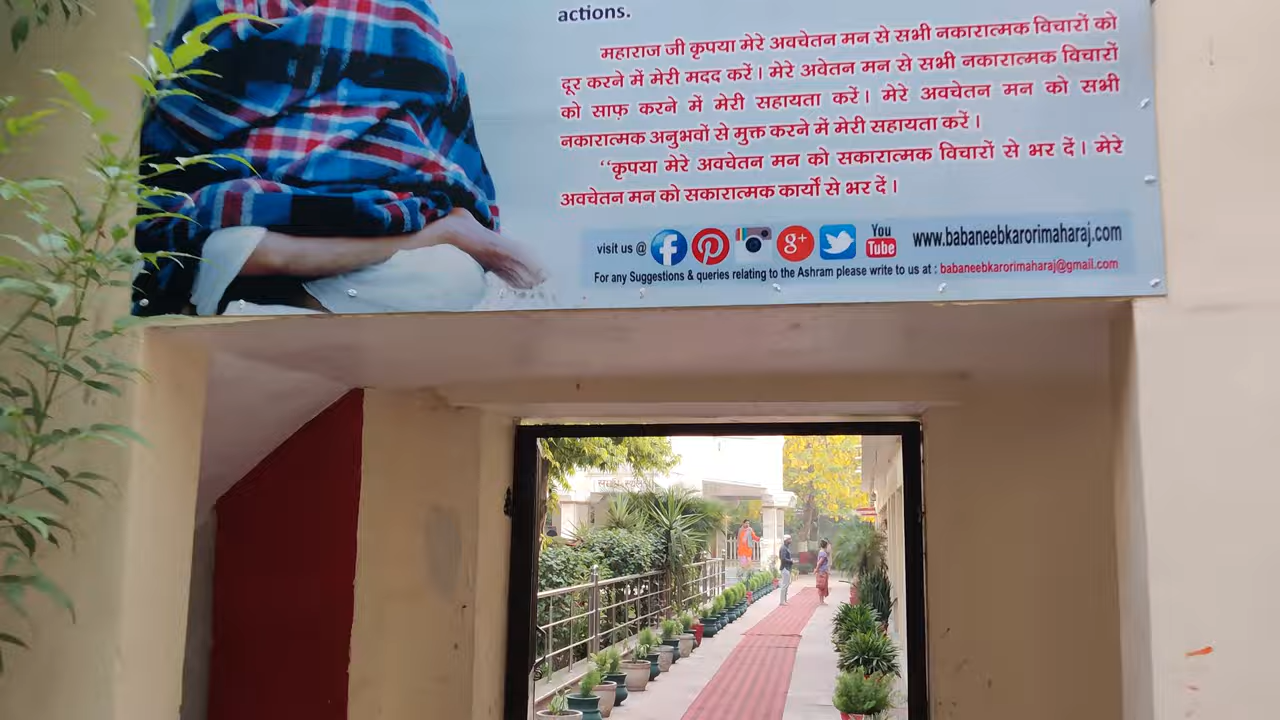 actions.
महाराज जी कृपया मेरे अवचेतन मन से सभी नकारात्मक विचारों को
दूर करने में मेरी मदद करें। मेरे अवेतन मन से सभी नकारात्मक विचारों
को साफ़ करने में मेरी सहायता करें। मेरे अवचेतन मन को सभी
नकारात्मक अनुभवों से मुक्त करने में मेरी सहायता करें।
“कृपया मेरे अवचेतन मन को सकारात्मक विचारों से भर दें। मेरे
अवचेतन मन को सकारात्मक कार्यों से भर दें।
visit us @ f g+ You Tube www.babaneebkarorimaharaj.com
For any Suggestions & queries relating to the Ashram please write to us at : babaneebkarorimaharaj@gmail.com